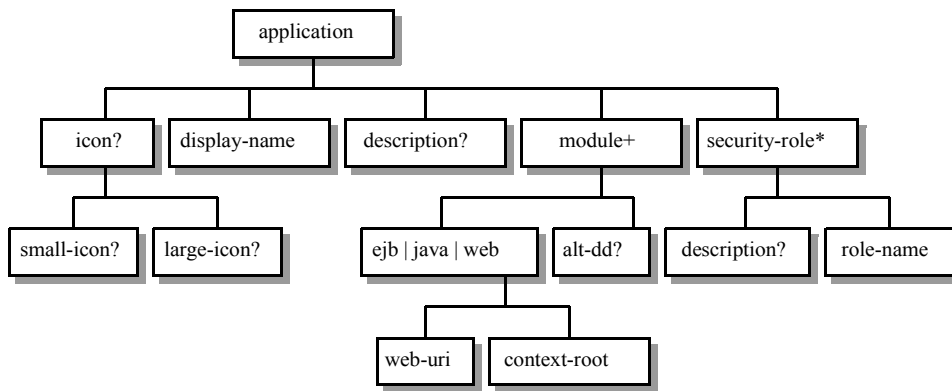 application
icon?
display-name
description?
module+
security-role*
small-icon?
large-icon?
ejb | java | web
alt-dd?
description?
role-name
web-uri
context-root